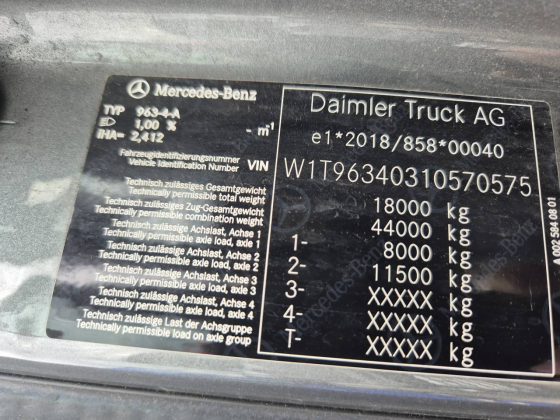 Mercedes-Benz
TYP 963-4-A
1,00 % - m⁻¹
iHA= 2,412
Fahrzeugidentifizierungsnummer
Vehicle Identification Number VIN
Daimler Truck AG
e1*2018/858*00040
W1T96340310570575
Technisch zulässiges Gesamtgewicht
Technically permissible total weight 18000 kg
Technisch zulässiges Zug-Gesamtgewicht
Technically permissible combination weight 44000 kg
Technisch zulässige Achslast, Achse 1
Technically permissible axle load, axle 1 1- 8000 kg
Technisch zulässige Achslast, Achse 2
Technically permissible axle load, axle 2 2- 11500 kg
Technisch zulässige Achslast, Achse 3
Technically permissible axle load, axle 3 3- XXXXX kg
Technisch zulässige Achslast, Achse 4
Technically permissible axle load, axle 4 4- XXXXX kg
Technisch zulässige Last der Achsgruppe
Technically permissible load on axle group T- XXXXX kg